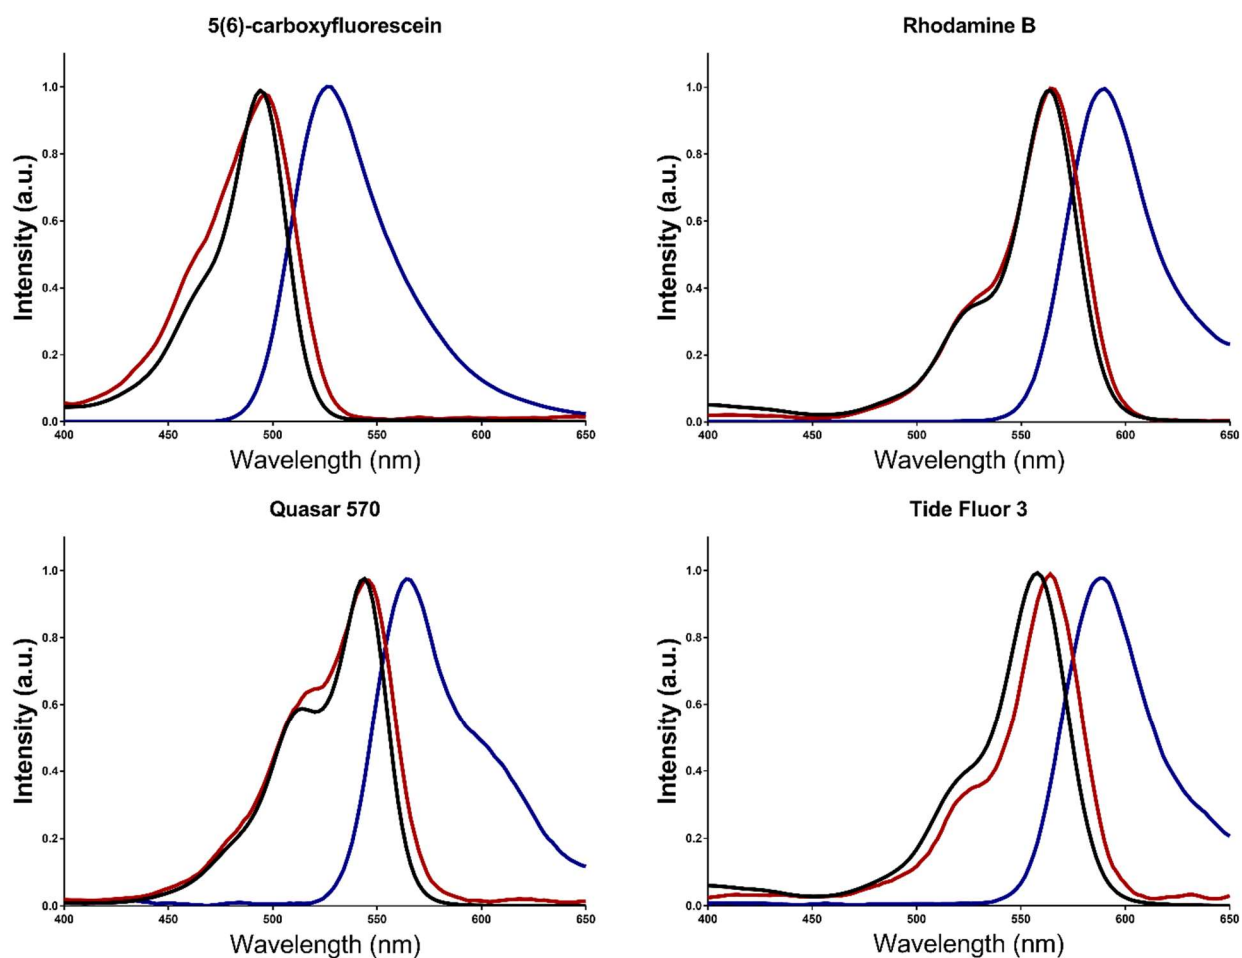 5(6)-carboxyfluorescein
Intensity (a.u.)
1.0
0.8
0.6
0.4
0.2
0.0
400 450 500 550 600 650
Wavelength (nm)
Rhodamine B
Intensity (a.u.)
1.0
0.8
0.6
0.4
0.2
0.0
400 450 500 550 600 650
Wavelength (nm)
Quasar 570
Intensity (a.u.)
1.0
0.8
0.6
0.4
0.2
0.0
400 450 500 550 600 650
Wavelength (nm)
Tide Fluor 3
Intensity (a.u.)
1.0
0.8
0.6
0.4
0.2
0.0
400 450 500 550 600 650
Wavelength (nm)